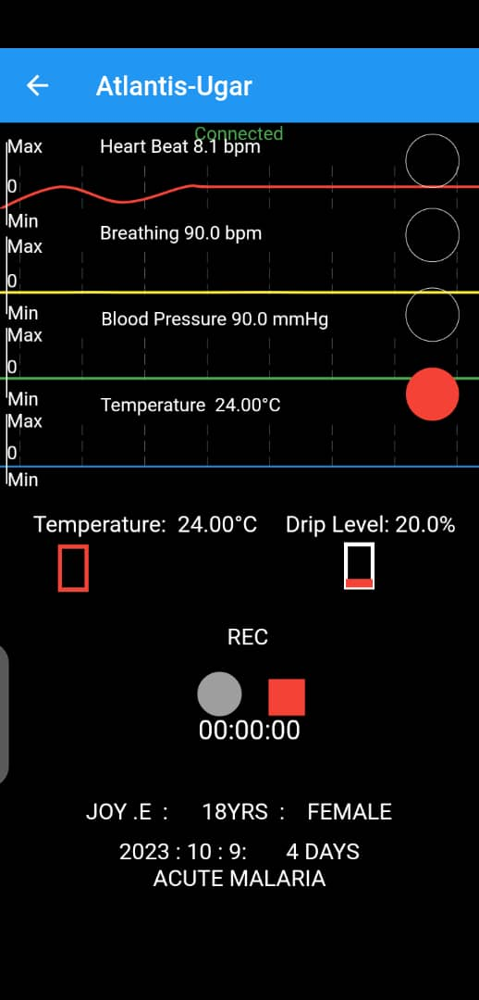 Atlantis-Ugar
Connected
Max
Heart Beat 8.1 bpm
0
Min
Max
Breathing 90.0 bpm
0
Min
Max
Blood Pressure 90.0 mmHg
0
Min
Max
Temperature 24.00°C
0
Min
Temperature: 24.00°C Drip Level: 20.0%
REC
00:00:00
JOY .E : 18YRS : FEMALE
2023 : 10 : 9: 4 DAYS
ACUTE MALARIA